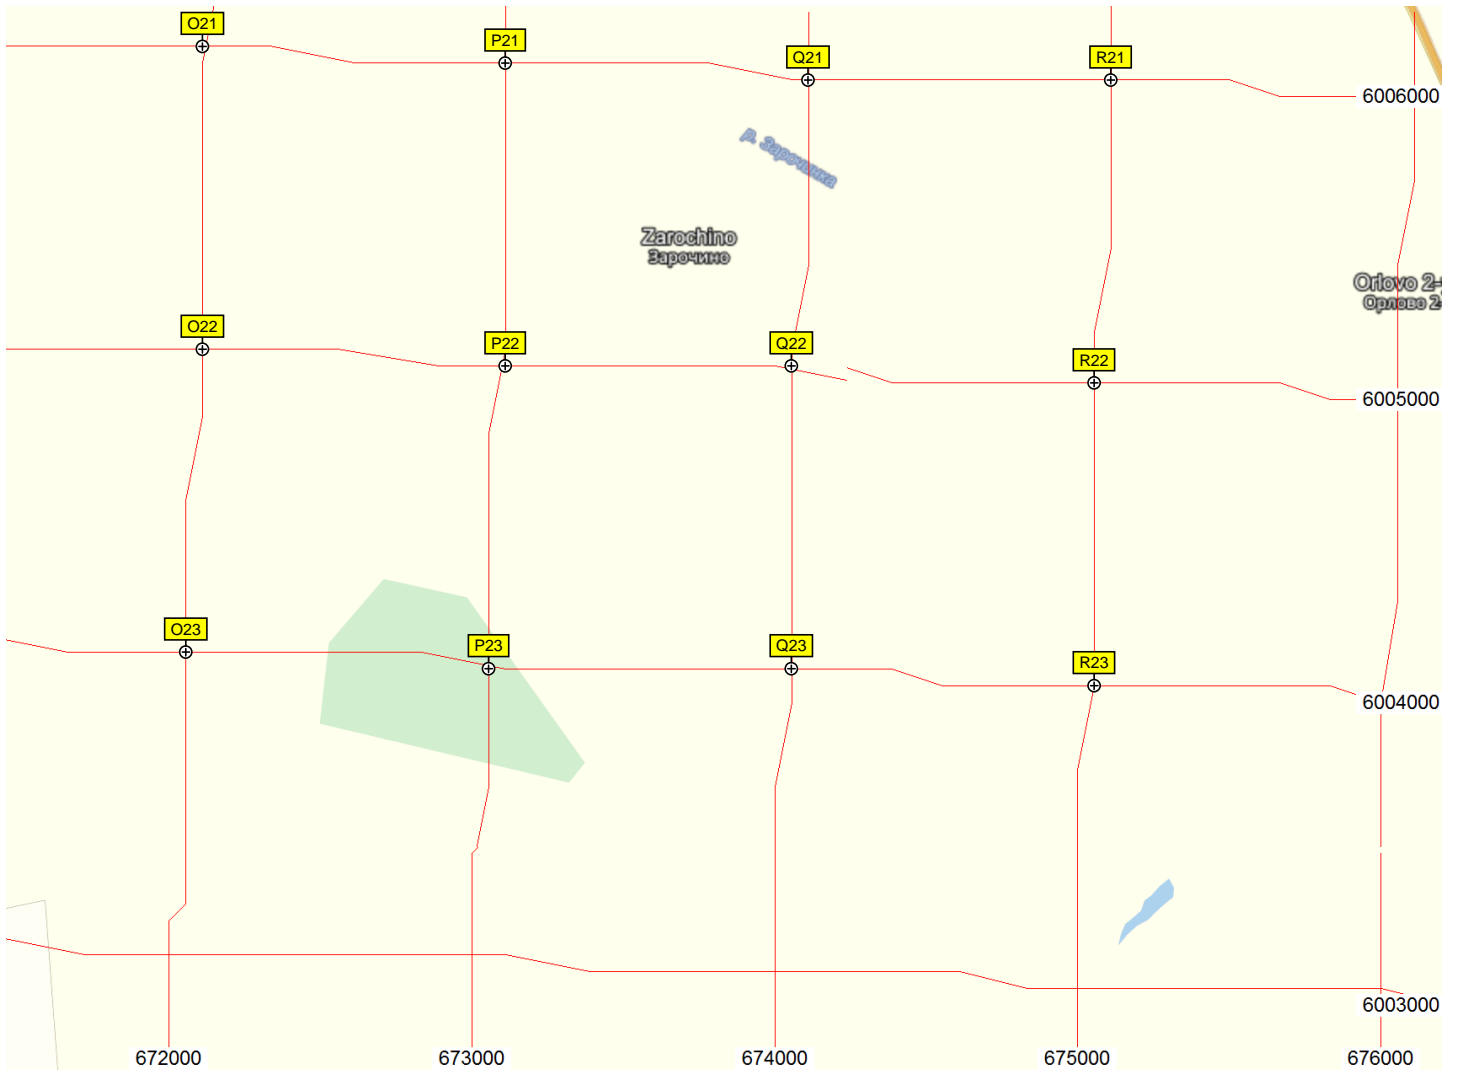 O21
P21
Q21
R21
6006000
д. Зарочинка
Zarochino
Зарочино
Orlovo 2-
Орлово 2-
O22
P22
Q22
R22
6005000
O23
P23
Q23
R23
6004000
6003000
672000
673000
674000
675000
676000